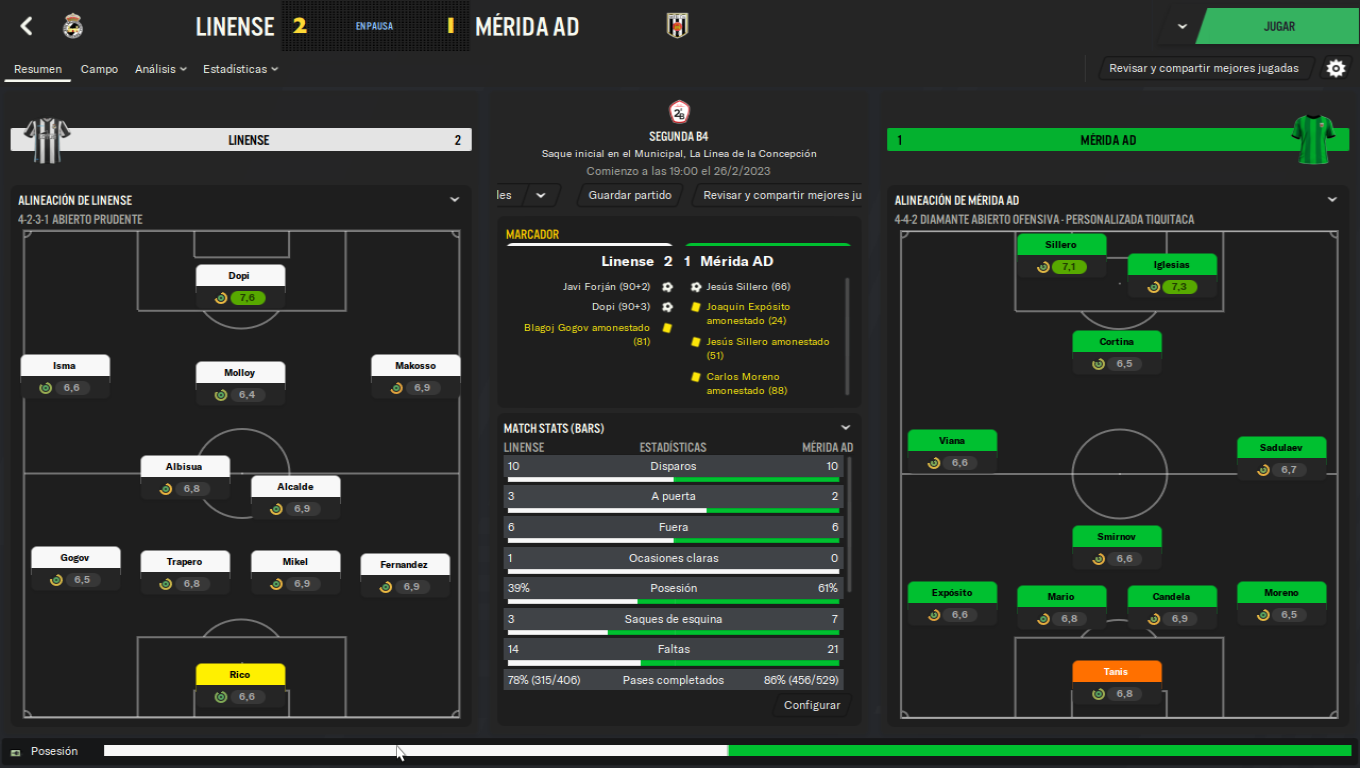 LINENSE
2
EN PAUSA
1
MÉRIDA AD
JUGAR
Resumen
Campo
Análisis
Estadísticas
Revisar y compartir mejores jugadas
LINENSE
2
ALINEACIÓN DE LINENSE
4-2-3-1 ABIERTO PRUDENTE
Dopi
7,6
Isma
6,6
Molloy
6,4
Makosso
6,9
Albisua
6,8
Alcalde
6,9
Gogov
6,5
Trapero
6,8
Mikel
6,9
Fernandez
6,9
Rico
6,6
2B
SEGUNDA B4
Saque inicial en el Municipal, La Línea de la Concepción
Comienzo a las 19:00 el 26/2/2023
les
Guardar partido
Revisar y compartir mejores ju
MARCADOR
Linense 2 1 Mérida AD
Javi Forján (90+2)
Dopi (90+3)
Blagoj Gogov amonestado
(81)
Jesús Sillero (66)
Joaquín Expósito
amonestado (24)
Jesús Sillero amonestado
(51)
Carlos Moreno
amonestado (88)
MATCH STATS (BARS)
LINENSE ESTADÍSTICAS MÉRIDA AD
10 Disparos 10
3 A puerta 2
6 Fuera 6
1 Ocasiones claras 0
39% Posesión 61%
3 Saques de esquina 7
14 Faltas 21
78% (315/406) Pases completados 86% (456/529)
Configurar
1
MÉRIDA AD
ALINEACIÓN DE MÉRIDA AD
4-4-2 DIAMANTE ABIERTO OFENSIVA - PERSONALIZADA TIQUITACA
Sillero
7,1
Iglesias
7,3
Cortina
6,5
Viana
6,6
Sadulaev
6,7
Smirnov
6,6
Expósito
6,6
Mario
6,8
Candela
6,9
Moreno
6,5
Tanis
6,8
Posesión